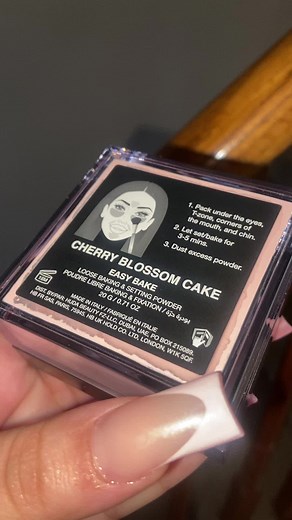 1. Pack under the eyes,
T-zone, corners of
the mouth, and chin.
2. Let set/bake for
3-5 mins.
3. Dust excess powder.
CHERRY BLOSSOM CAKE
EASY BAKE
LOOSE BAKING & SETTING POWDER
POUDRE LIBRE BAKING & FIXATION /
20 G / 0.71 OZ
MADE IN ITALY / FABRIQUÉ EN ITALIE
DIST. BY/PAR: HUDA BEAUTY FZ LLC, DUBAI, UAE, PO BOX 215089.
HB FR SAS, PARIS, 75945. HB UK HOLD CO. LTD, LONDON, W1K 5QF.